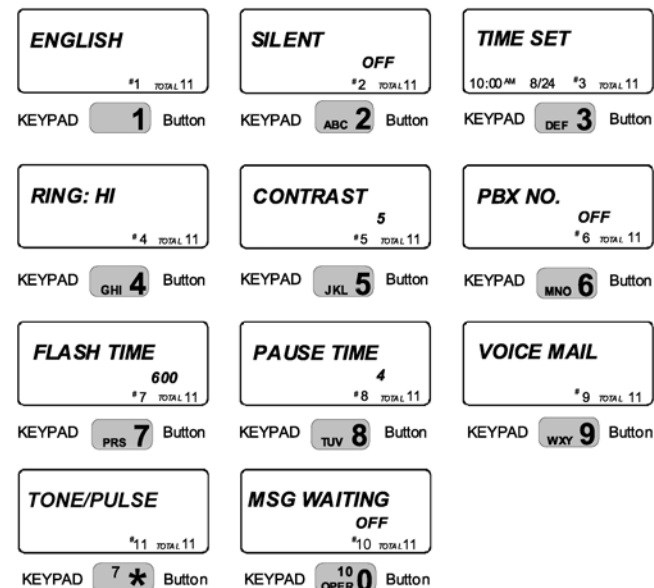 ENGLISH
#1 TOTAL 11
KEYPAD 1 Button
SILENT
OFF
#2 TOTAL 11
KEYPAD ABC 2 Button
TIME SET
10:00 AM 8/24 #3 TOTAL 11
KEYPAD DEF 3 Button
RING: HI
#4 TOTAL 11
KEYPAD GHI 4 Button
CONTRAST
5
#5 TOTAL 11
KEYPAD JKL 5 Button
PBX NO.
OFF
#6 TOTAL 11
KEYPAD MNO 6 Button
FLASH TIME
600
#7 TOTAL 11
KEYPAD PRS 7 Button
PAUSE TIME
4
#8 TOTAL 11
KEYPAD TUV 8 Button
VOICE MAIL
#9 TOTAL 11
KEYPAD WXY 9 Button
TONE/PULSE
#11 TOTAL 11
KEYPAD 7 * Button
MSG WAITING
OFF
#10 TOTAL 11
KEYPAD 10 OPER 0 Button